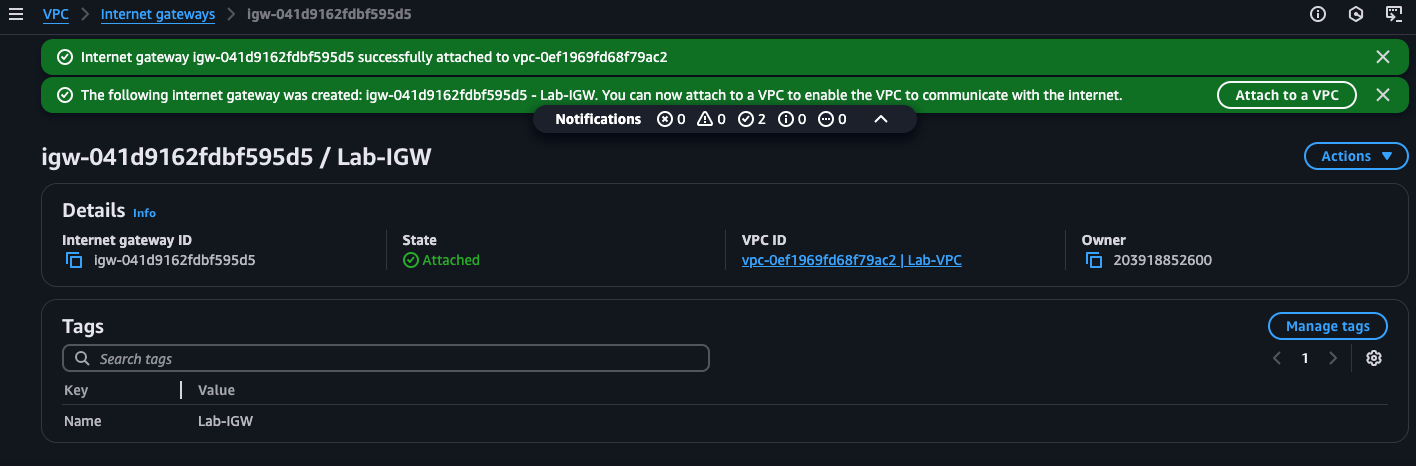 VPC > Internet gateways > igw-041d9162fdbf595d5
Internet gateway igw-041d9162fdbf595d5 successfully attached to vpc-0ef1969fd68f79ac2
The following internet gateway was created: igw-041d9162fdbf595d5 - Lab-IGW. You can now attach to a VPC to enable the VPC to communicate with the internet. Attach to a VPC
Notifications 0 0 2 0 0
igw-041d9162fdbf595d5 / Lab-IGW Actions
Details Info
Internet gateway ID State VPC ID Owner
igw-041d9162fdbf595d5 Attached vpc-0ef1969fd68f79ac2 | Lab-VPC 203918852600
Tags Manage tags
Search tags 1
Key Value
Name Lab-IGW